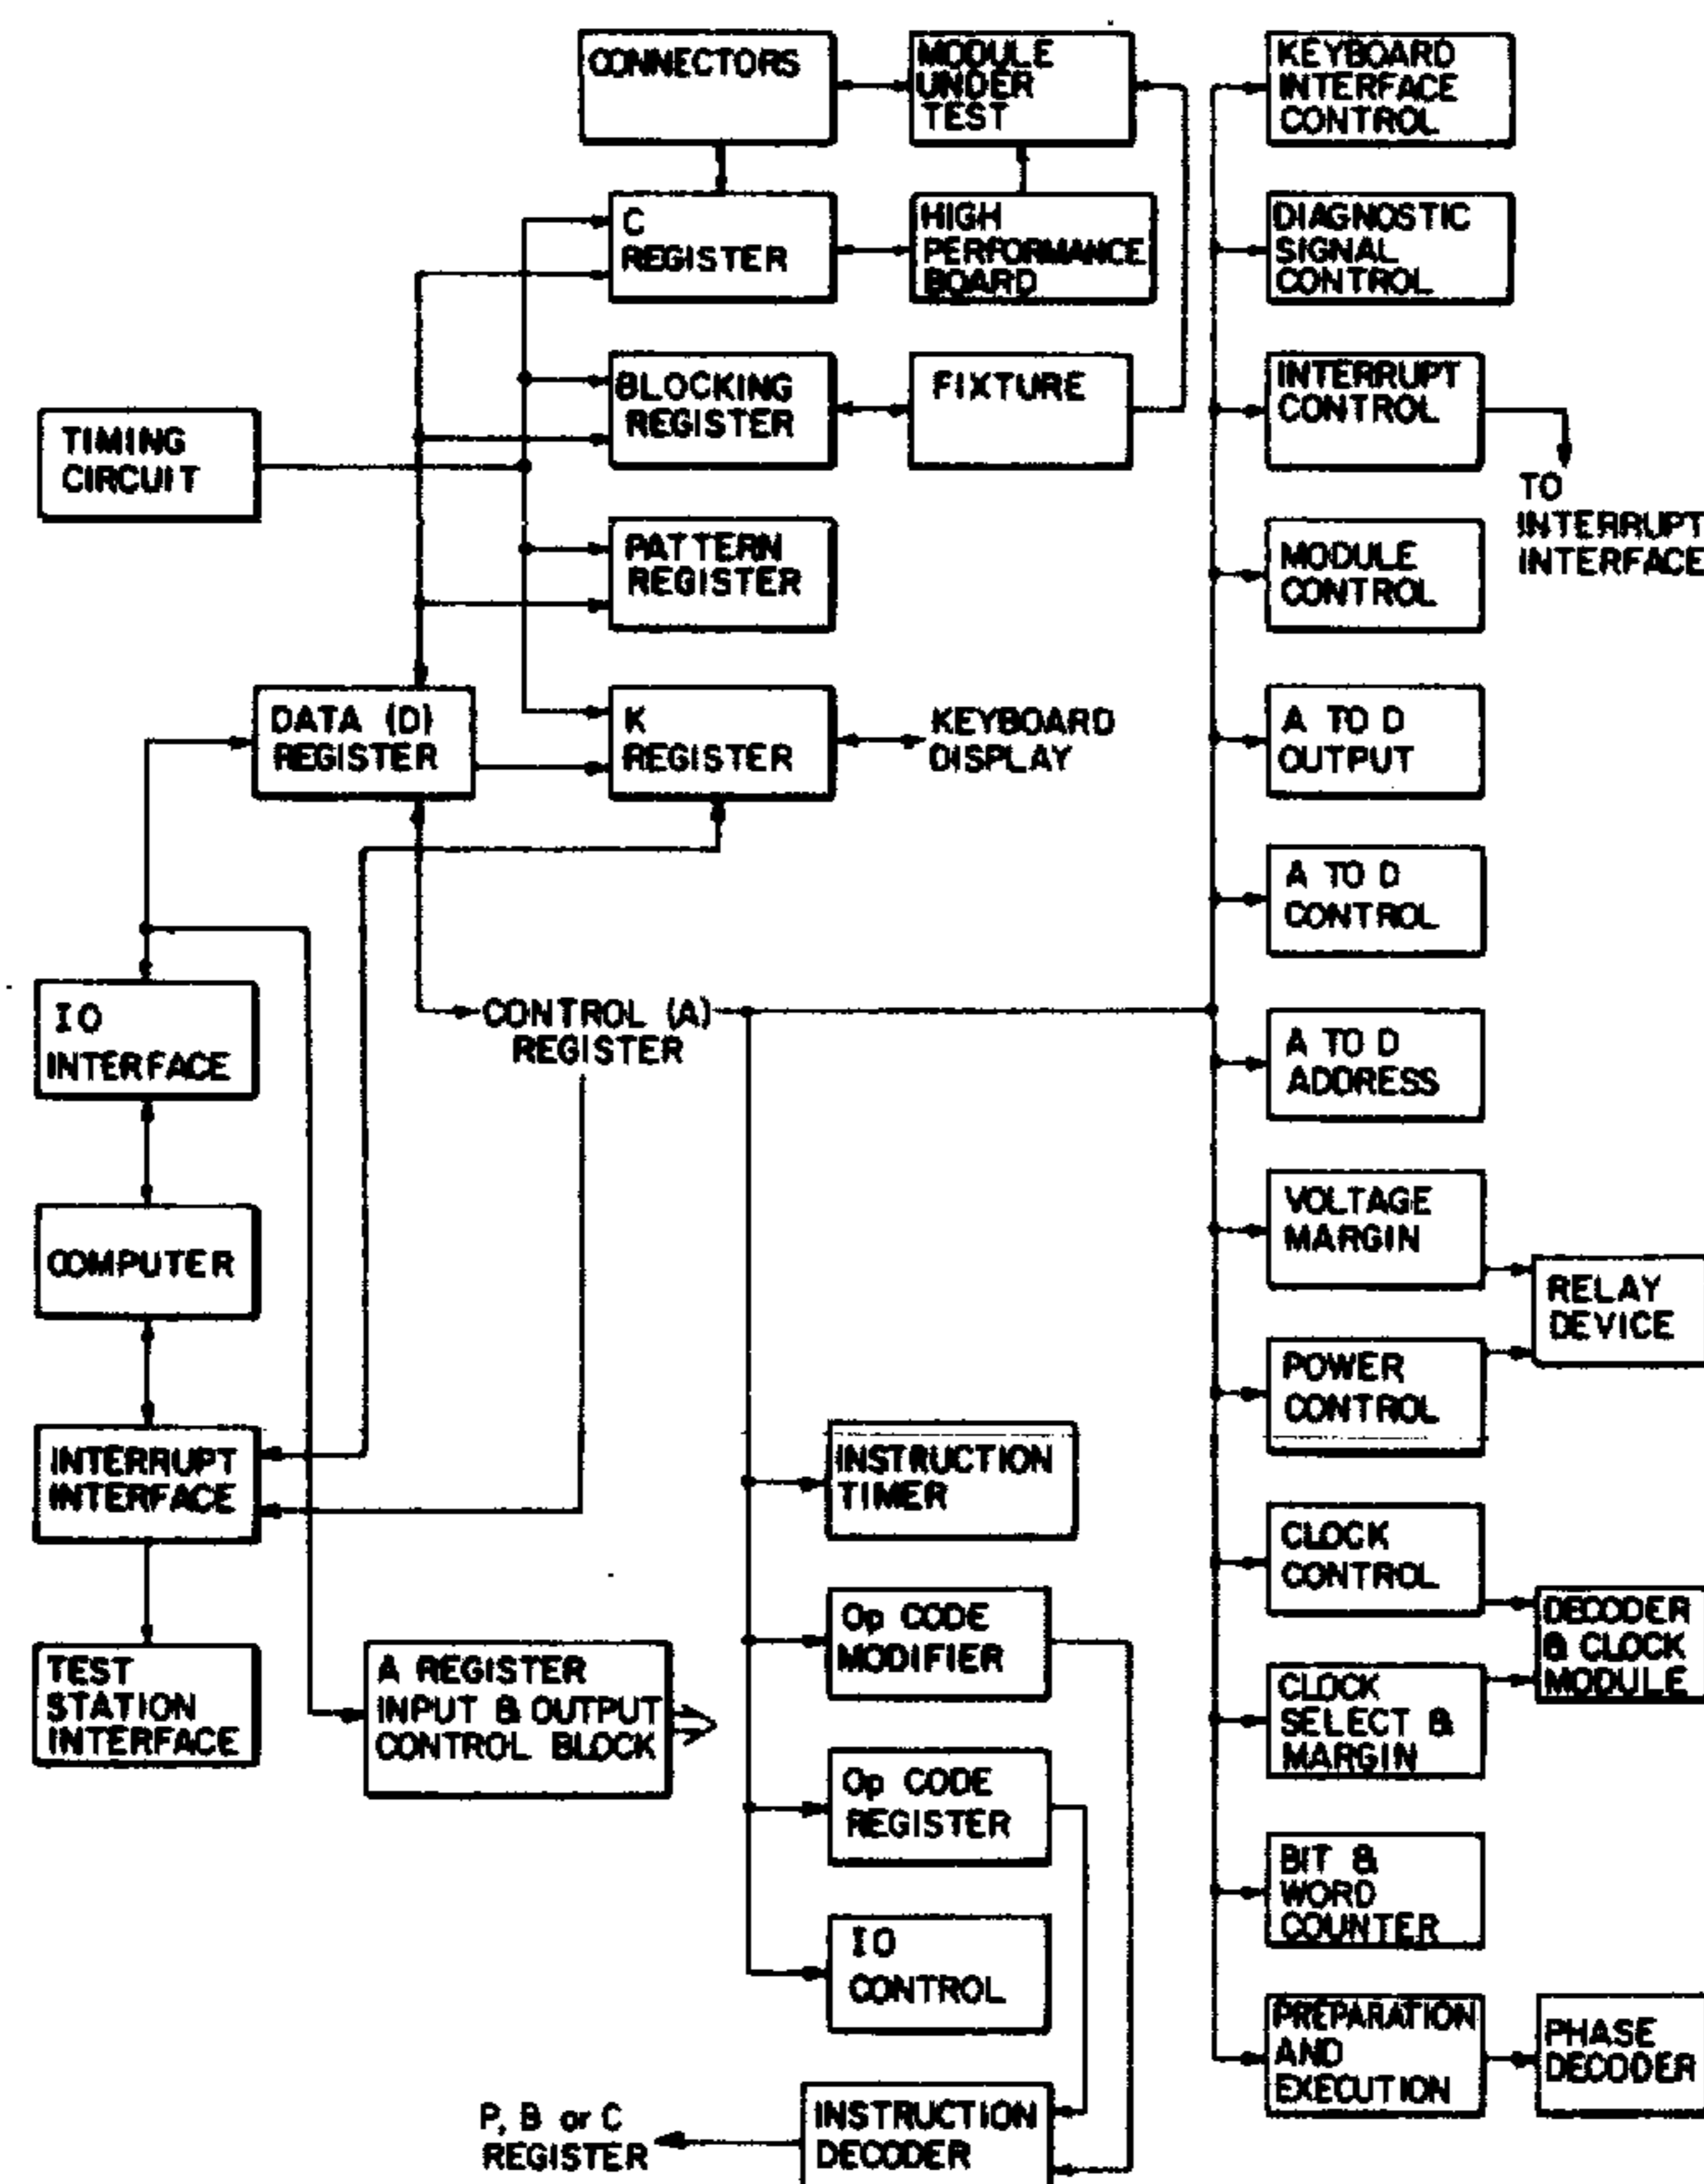 CONNECTORS
MODULE
UNDER
TEST
KEYBOARD
INTERFACE
CONTROL
C
REGISTER
HIGH
PERFORMANCE
BOARD
DIAGNOSTIC
SIGNAL
CONTROL
BLOCKING
REGISTER
FIXTURE
INTERRUPT
CONTROL
TO
INTERRUPT
INTERFACE
TIMING
CIRCUIT
PATTERN
REGISTER
MODULE
CONTROL
DATA (D)
REGISTER
K
REGISTER
KEYBOARD
DISPLAY
A TO D
OUTPUT
A TO D
CONTROL
IO
INTERFACE
CONTROL (A)
REGISTER
A TO D
ADDRESS
COMPUTER
VOLTAGE
MARGIN
RELAY
DEVICE
POWER
CONTROL
INTERRUPT
INTERFACE
INSTRUCTION
TIMER
CLOCK
CONTROL
DECODER
& CLOCK
MODULE
TEST
STATION
INTERFACE
A REGISTER
INPUT & OUTPUT
CONTROL BLOCK
Op CODE
MODIFIER
CLOCK
SELECT &
MARGIN
Op CODE
REGISTER
BIT &
WORD
COUNTER
IO
CONTROL
PREPARATION
AND
EXECUTION
PHASE
DECODER
P, B or C
REGISTER
INSTRUCTION
DECODER